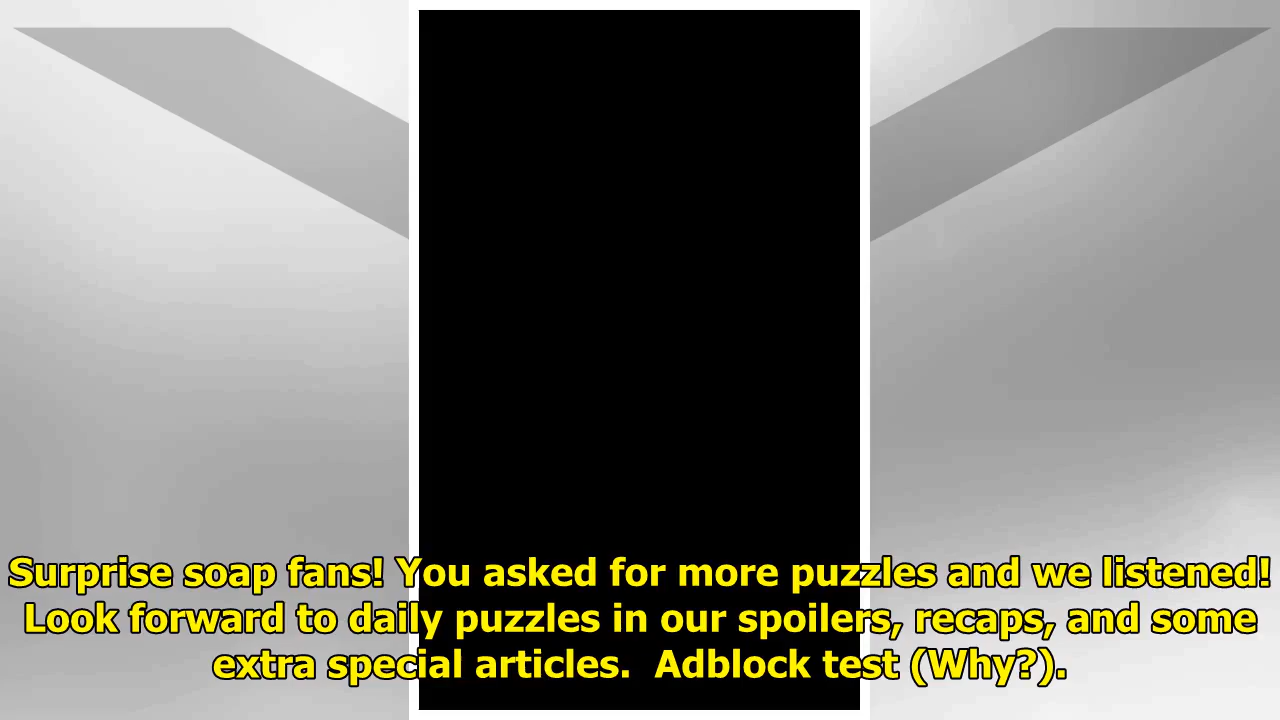 Surprise soap fans! You asked for more puzzles and we listened!
Look forward to daily puzzles in our spoilers, recaps, and some
extra special articles.  Adblock test (Why?).